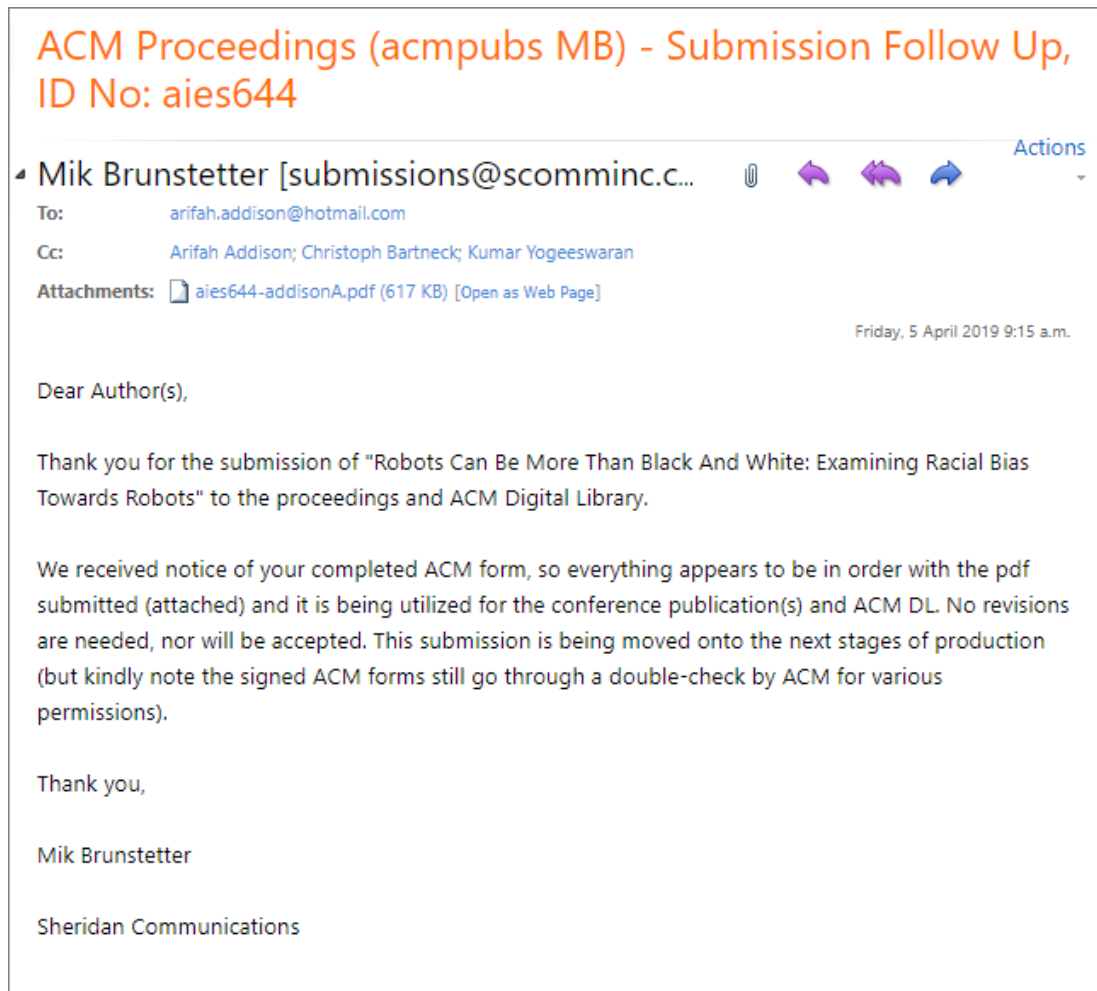 ACM Proceedings (acmpubs MB) - Submission Follow Up,
ID No: aies644
Actions
Mik Brunstetter [submissions@scomminc.c...
To: arifah.addison@hotmail.com
Cc: Arifah Addison; Christoph Bartneck; Kumar Yogeeswaran
Attachments: aies644-addisonA.pdf (617 KB) [Open as Web Page]
Friday, 5 April 2019 9:15 a.m.
Dear Author(s),
Thank you for the submission of "Robots Can Be More Than Black And White: Examining Racial Bias
Towards Robots" to the proceedings and ACM Digital Library.
We received notice of your completed ACM form, so everything appears to be in order with the pdf
submitted (attached) and it is being utilized for the conference publication(s) and ACM DL. No revisions
are needed, nor will be accepted. This submission is being moved onto the next stages of production
(but kindly note the signed ACM forms still go through a double-check by ACM for various
permissions).
Thank you,
Mik Brunstetter
Sheridan Communications